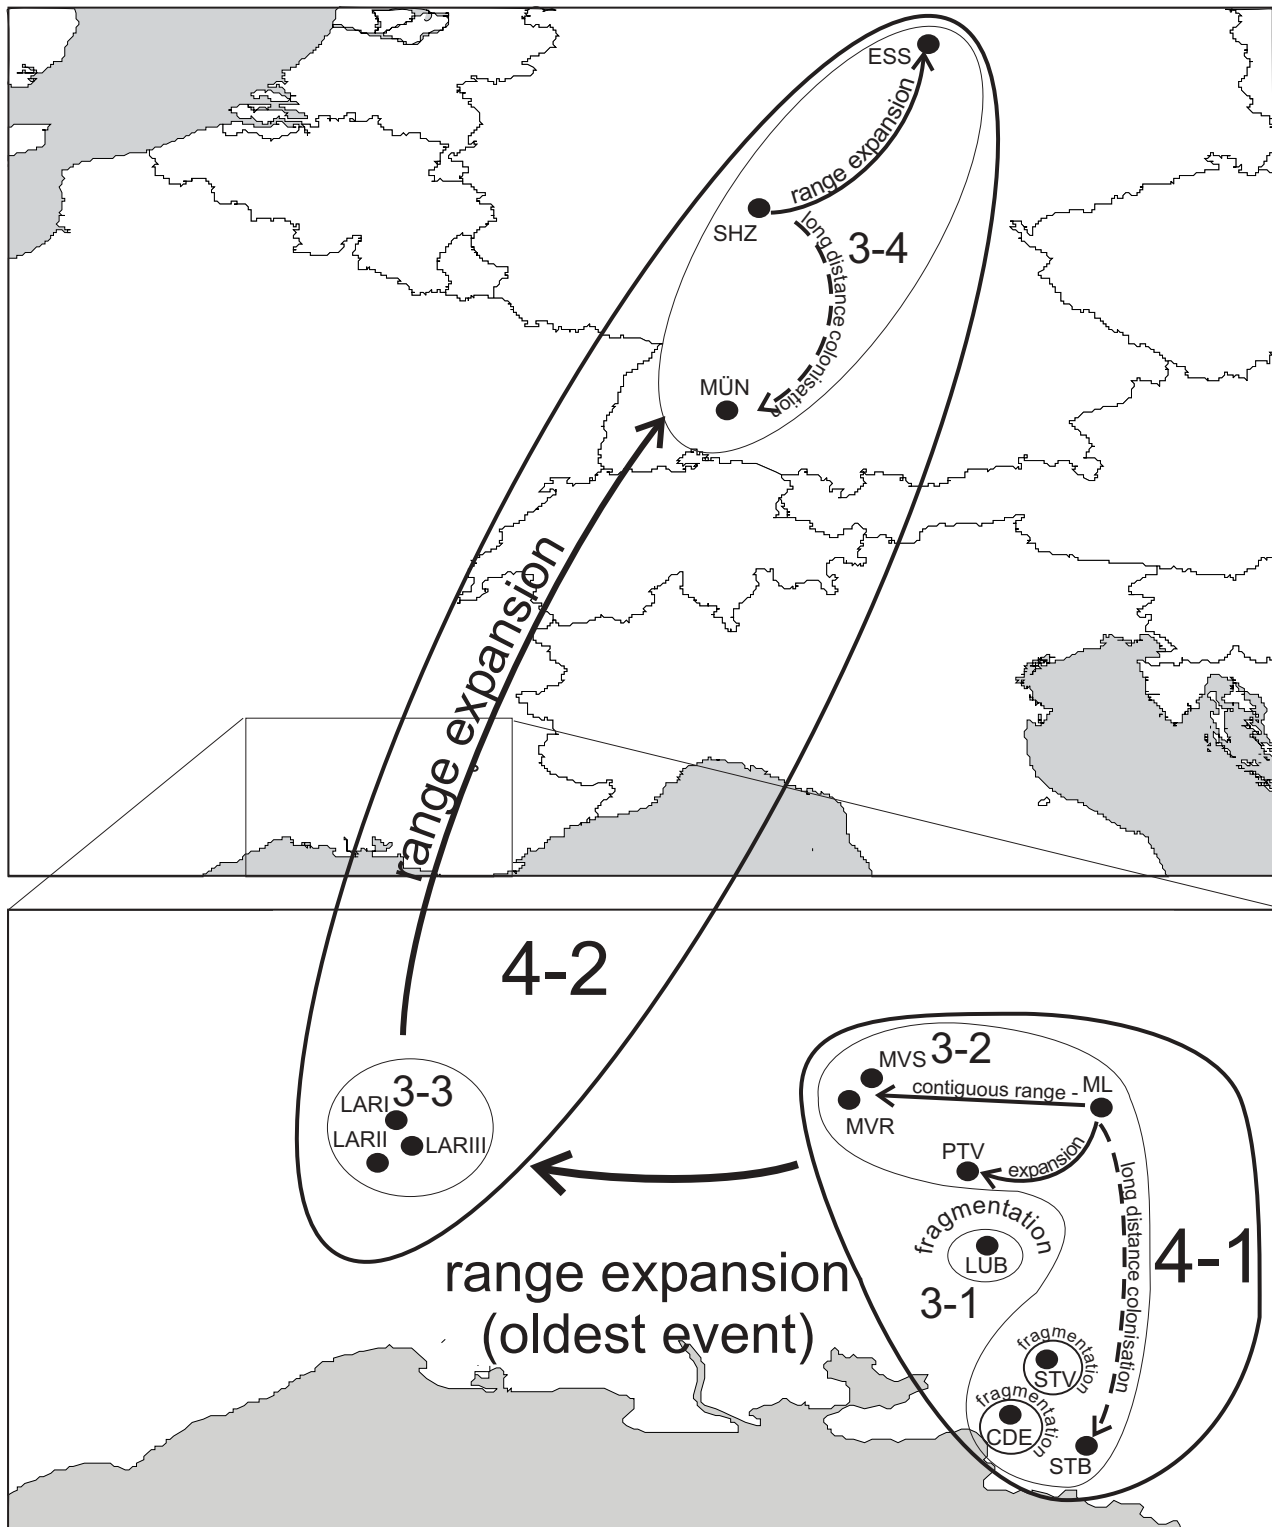 ESS
range expansion
SHZ
3-4
long distance colonisation
MÜN
range expansion
4-2
3-3
LARI
LARII
LARIII
MVS
3-2
ML
contiguous range -
MVR
PTV
expansion
long distance colonisation
fragmentation
LUB
3-1
4-1
range expansion
(oldest event)
fragmentation
STV
fragmentation
CDE
STB